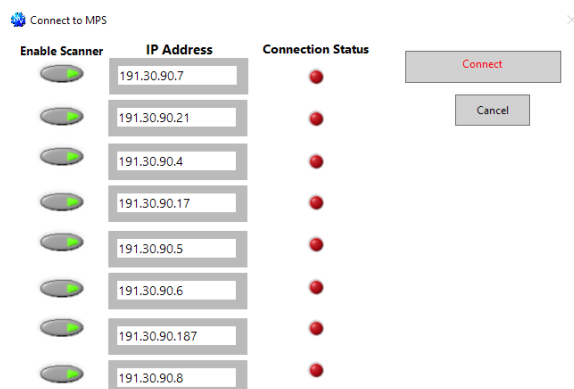 Connect to MPS
Enable Scanner IP Address Connection Status
Connect
191.30.90.7
191.30.90.21
Cancel
191.30.90.4
191.30.90.17
191.30.90.5
191.30.90.6
191.30.90.187
191.30.90.8